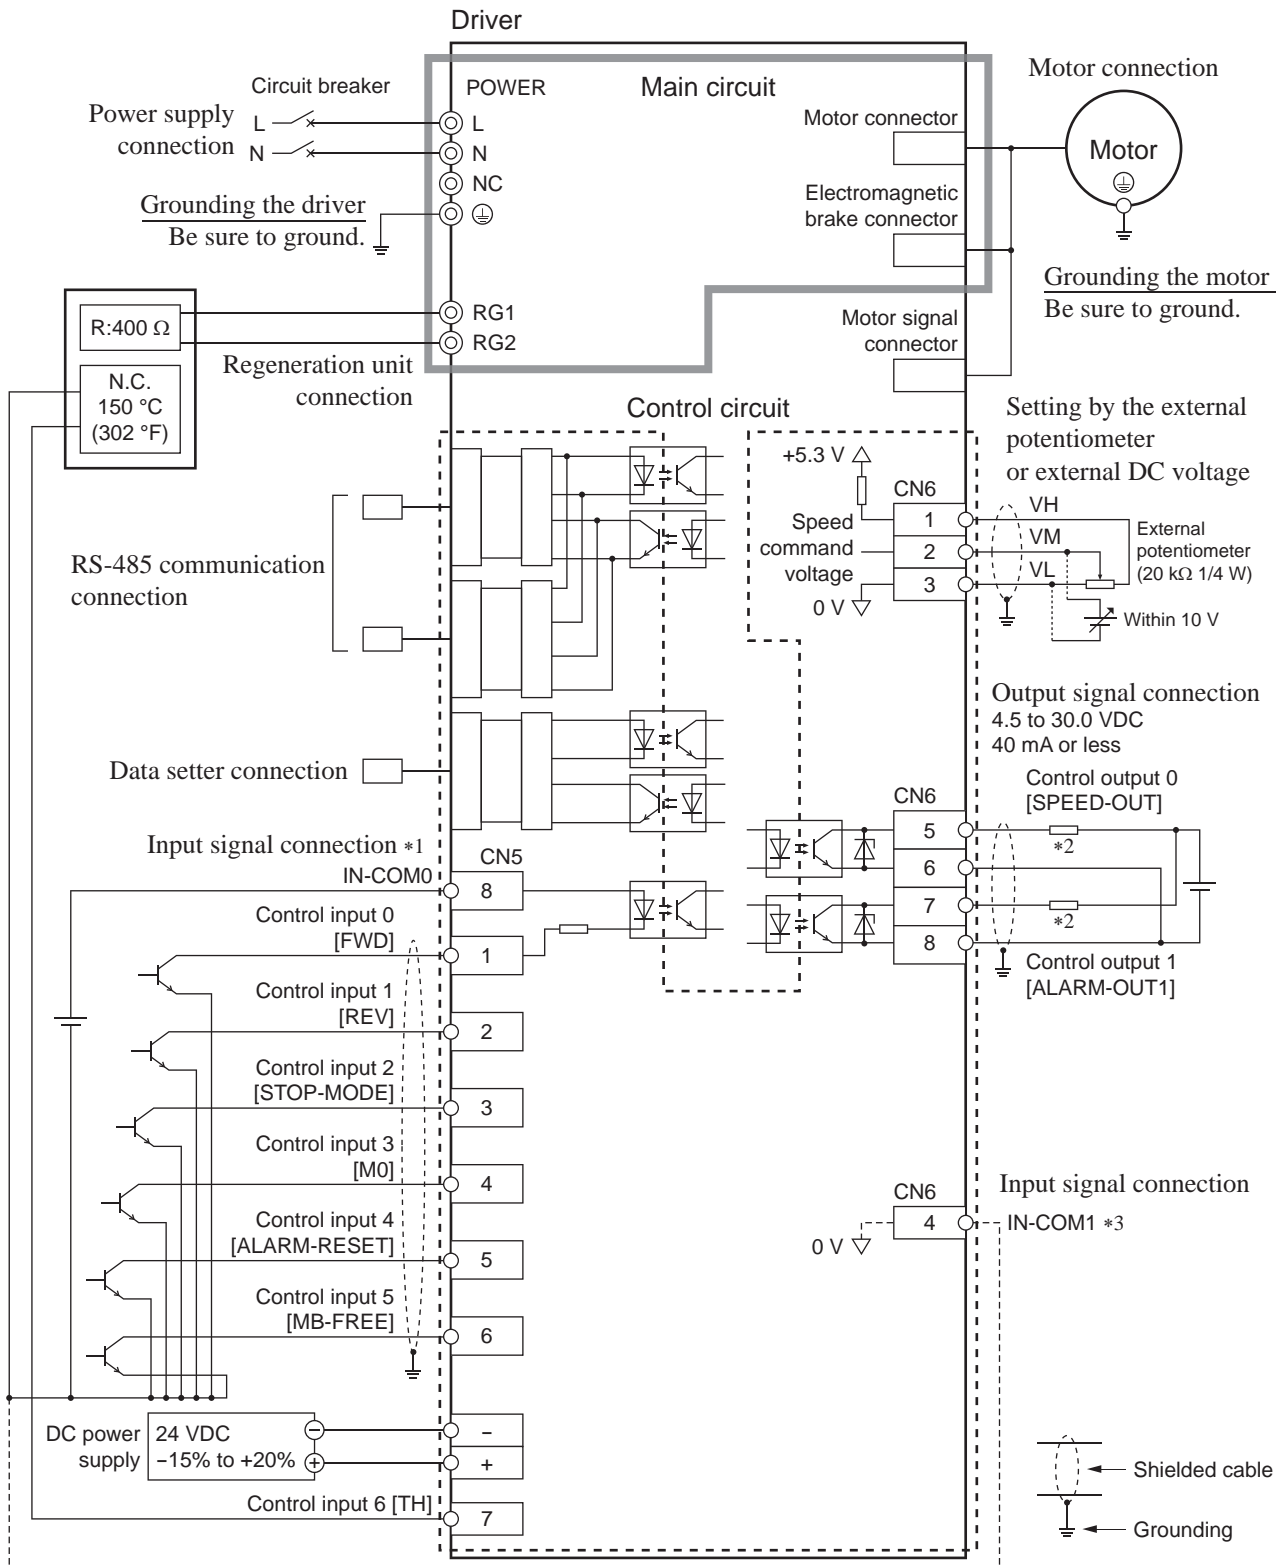 Driver
Circuit breaker
POWER
Main circuit
Motor connection
Power supply
connection
L
N
L
N
NC
Motor connector
Motor
Electromagnetic
brake connector
Grounding the driver
Be sure to ground.
Grounding the motor
Be sure to ground.
R:400 Ω
RG1
RG2
Motor signal
connector
Regeneration unit
connection
N.C.
150 °C
(302 °F)
Control circuit
Setting by the external
potentiometer
or external DC voltage
+5.3 V
CN6
1
2
3
Speed
command
voltage
0 V
VH
VM
VL
External
potentiometer
(20 kΩ 1/4 W)
Within 10 V
RS-485 communication
connection
Output signal connection
4.5 to 30.0 VDC
40 mA or less
Data setter connection
Control output 0
[SPEED-OUT]
CN6
5
6
7
8
*2
*2
Control output 1
[ALARM-OUT1]
Input signal connection *1
CN5
IN-COM0
8
Control input 0
[FWD]
1
Control input 1
[REV]
2
Control input 2
[STOP-MODE]
3
Control input 3
[M0]
4
Control input 4
[ALARM-RESET]
5
Control input 5
[MB-FREE]
6
CN6
4
0 V
Input signal connection
IN-COM1 *3
DC power
supply
24 VDC
−15% to +20%
−
+
−
+
Control input 6 [TH]
7
Shielded cable
Grounding